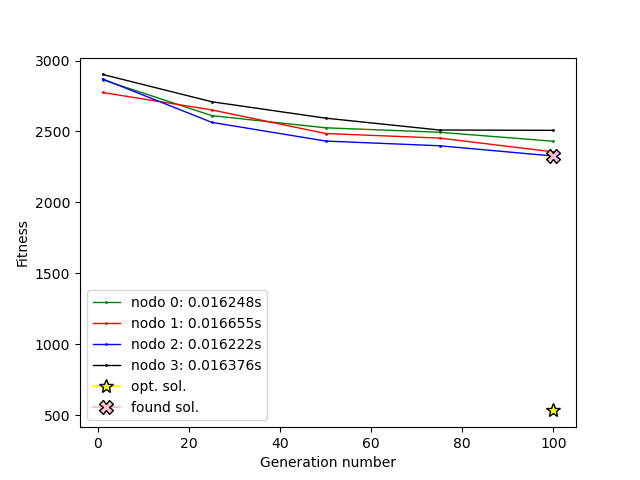 3000
2500
2000
1500
1000
500
Fitness
nodo 0: 0.016248s
nodo 1: 0.016655s
nodo 2: 0.016222s
nodo 3: 0.016376s
opt. sol.
found sol.
0 20 40 60 80 100
Generation number